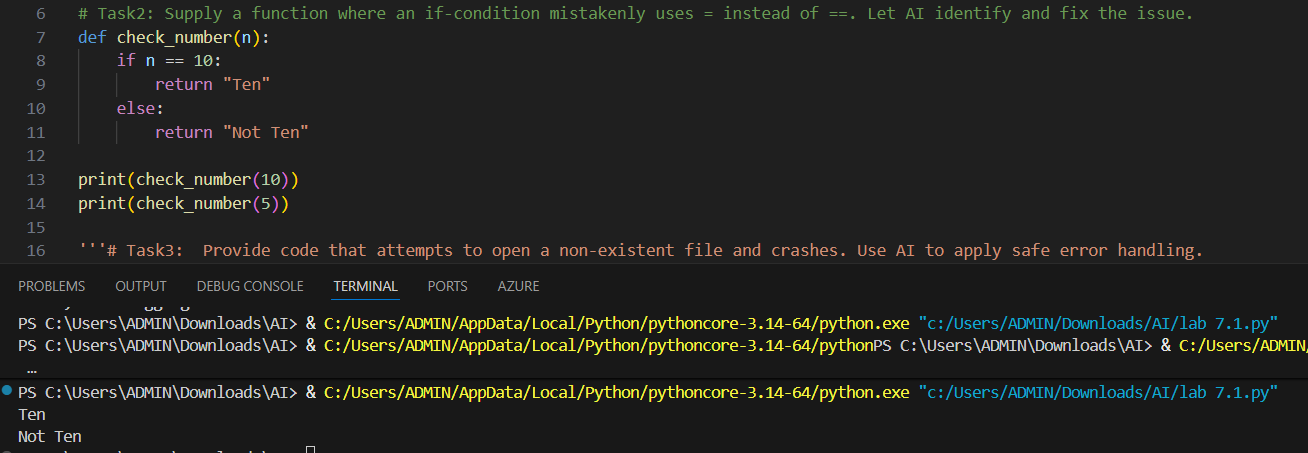 6 # Task2: Supply a function where an if-condition mistakenly uses = instead of ==. Let AI identify and fix the issue.
7 def check_number(n):
8 if n == 10:
9 return "Ten"
10 else:
11 return "Not Ten"
12
13 print(check_number(10))
14 print(check_number(5))
15
16 '''# Task3:  Provide code that attempts to open a non-existent file and crashes. Use AI to apply safe error handling.
PROBLEMS OUTPUT DEBUG CONSOLE TERMINAL PORTS AZURE
PS C:\Users\ADMIN\Downloads\AI> & C:/Users/ADMIN/AppData/Local/Python/pythoncore-3.14-64/python.exe "c:/Users/ADMIN/Downloads/AI/lab 7.1.py"
PS C:\Users\ADMIN\Downloads\AI> & C:/Users/ADMIN/AppData/Local/Python/pythoncore-3.14-64/pythonPS C:\Users\ADMIN\Downloads\AI> & C:/Users/ADMIN/
…
PS C:\Users\ADMIN\Downloads\AI> & C:/Users/ADMIN/AppData/Local/Python/pythoncore-3.14-64/python.exe "c:/Users/ADMIN/Downloads/AI/lab 7.1.py"
Ten
Not Ten